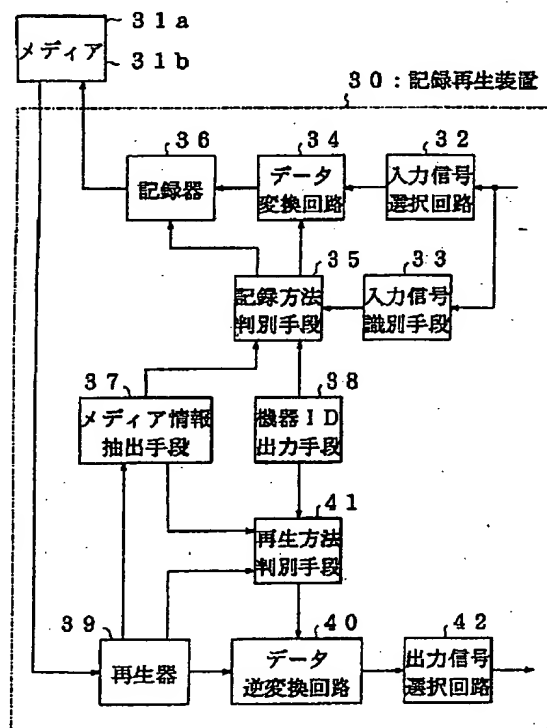 31a
メディア
31b
30:記録再生装置
36
記録器
34
データ
変換回路
32
入力信号
選択回路
35
記録方法
判別手段
33
入力信号
識別手段
37
メディア情報
抽出手段
38
機器ID
出力手段
41
再生方法
判別手段
39
再生器
40
データ
逆変換回路
42
出力信号
選択回路